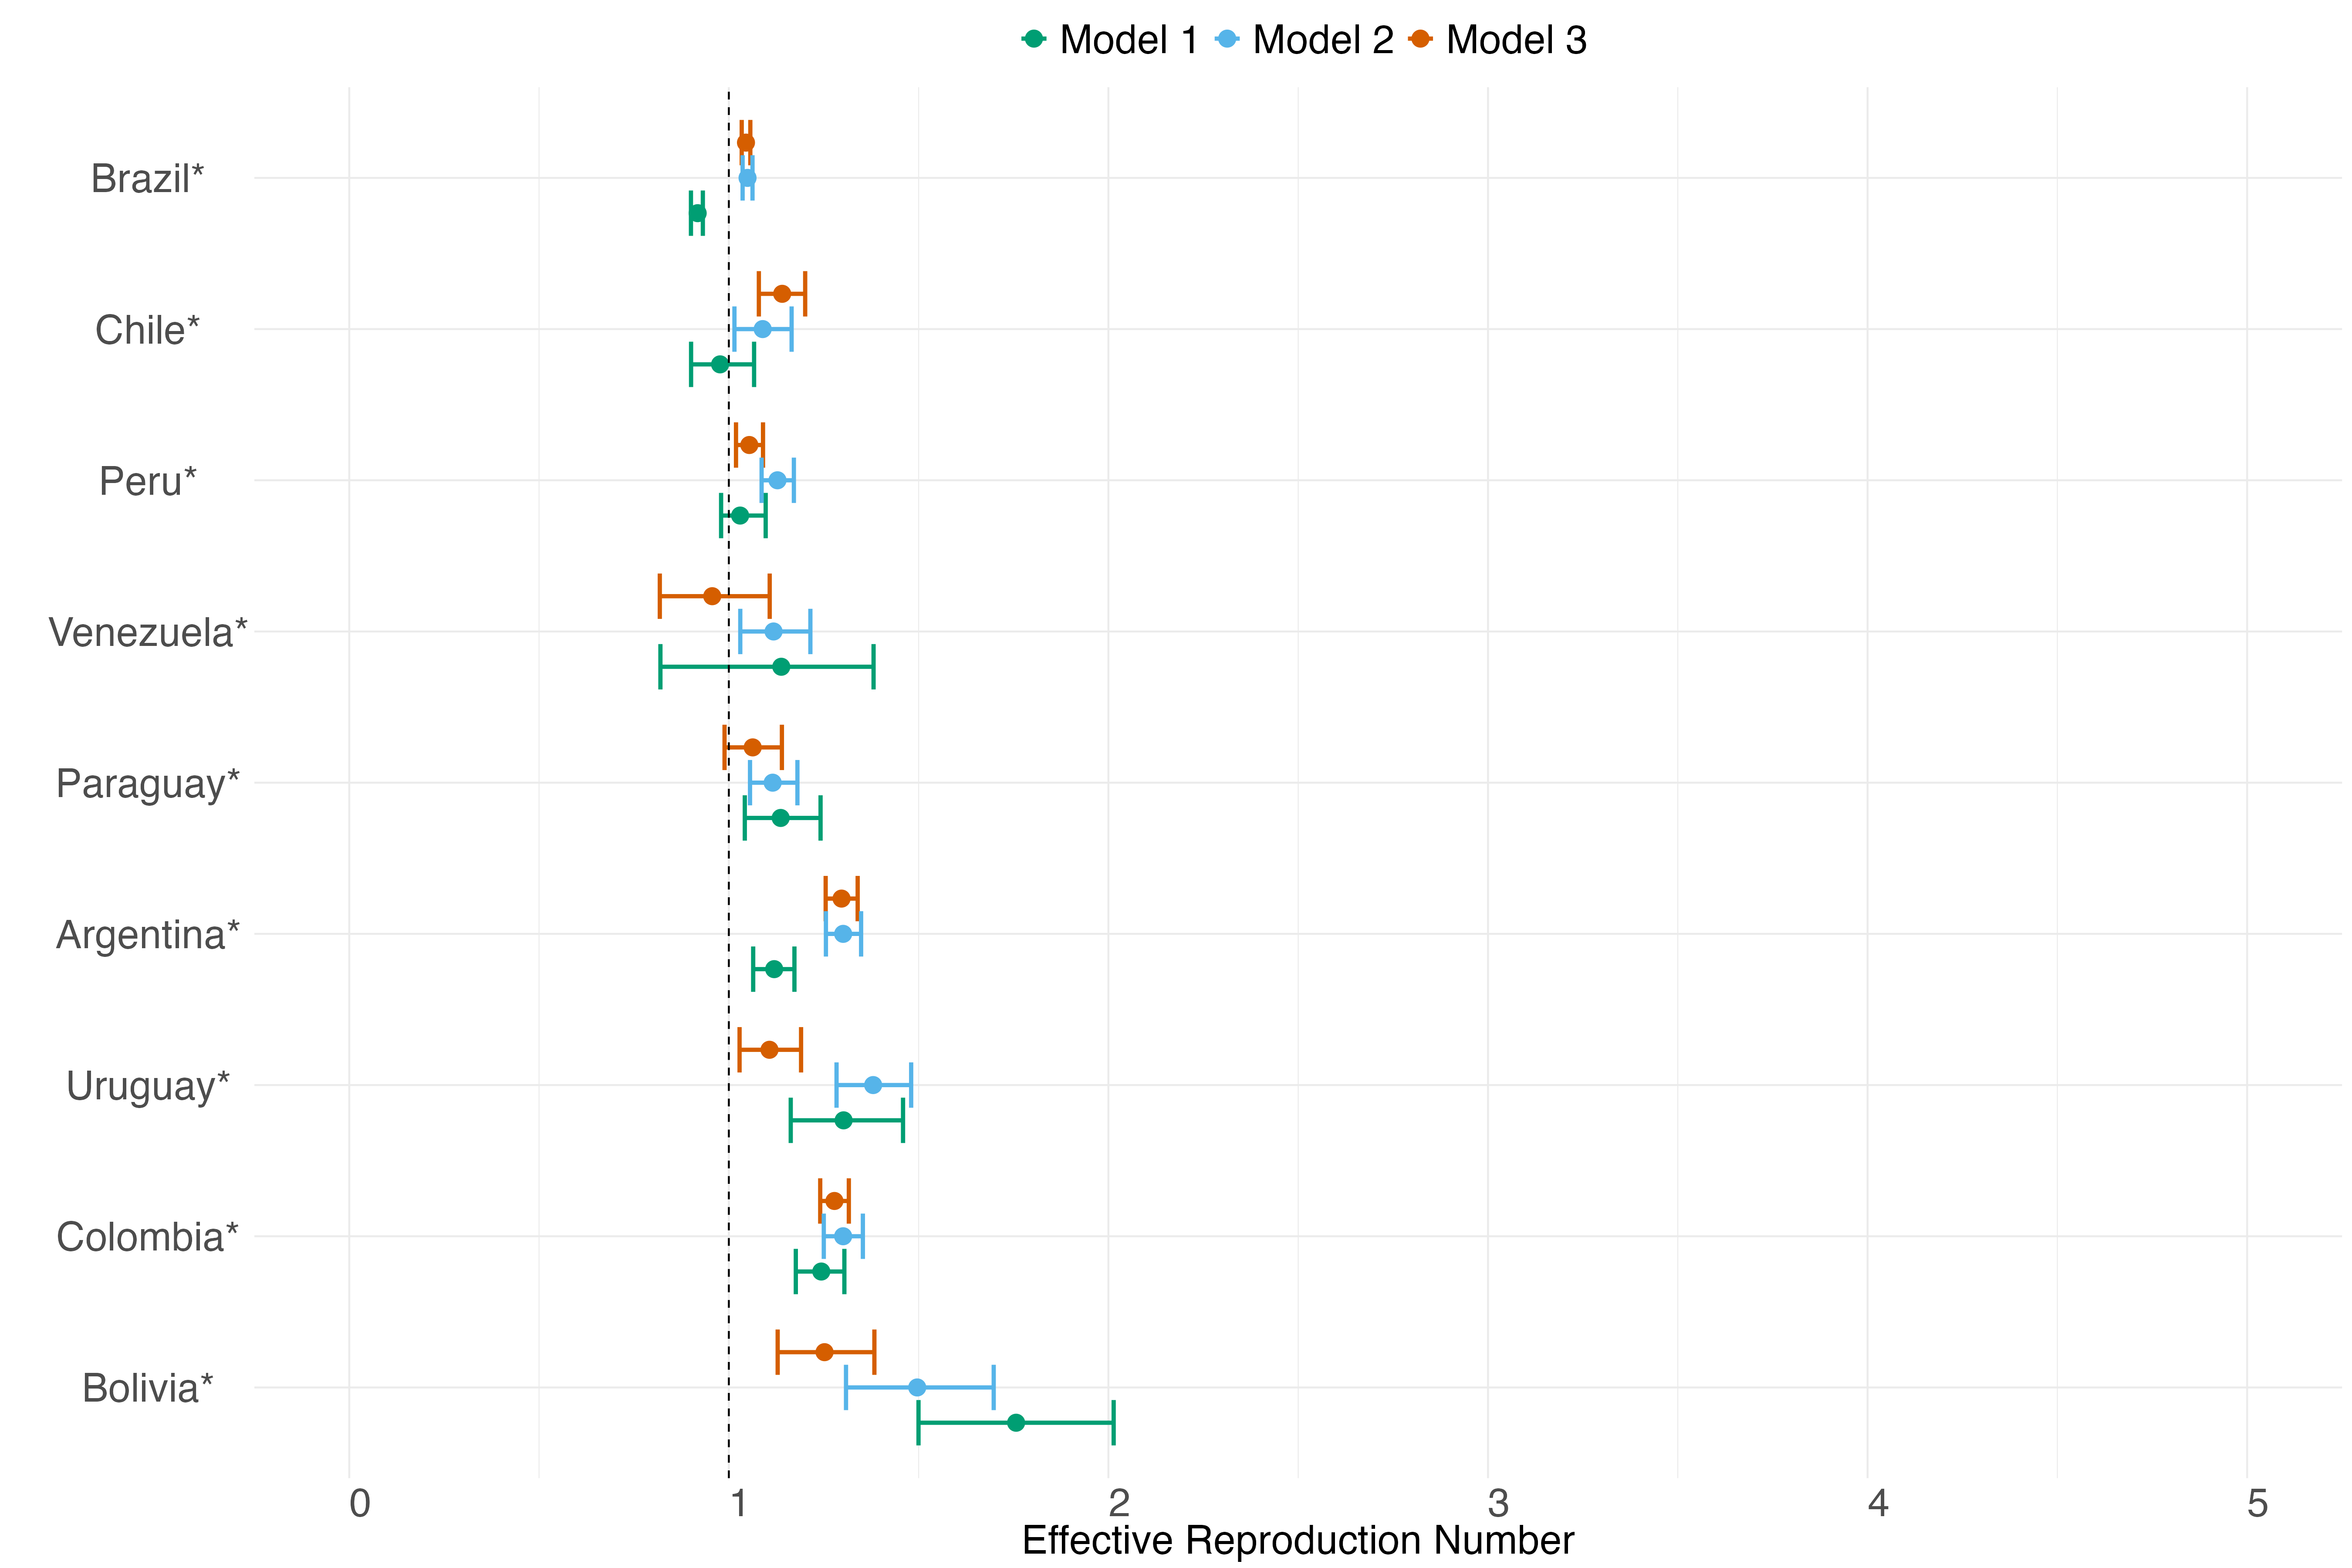 Model 1 Model 2 Model 3
Brazil*
Chile*
Peru*
Venezuela*
Paraguay*
Argentina*
Uruguay*
Colombia*
Bolivia*
0 1 2 3 4 5
Effective Reproduction Number